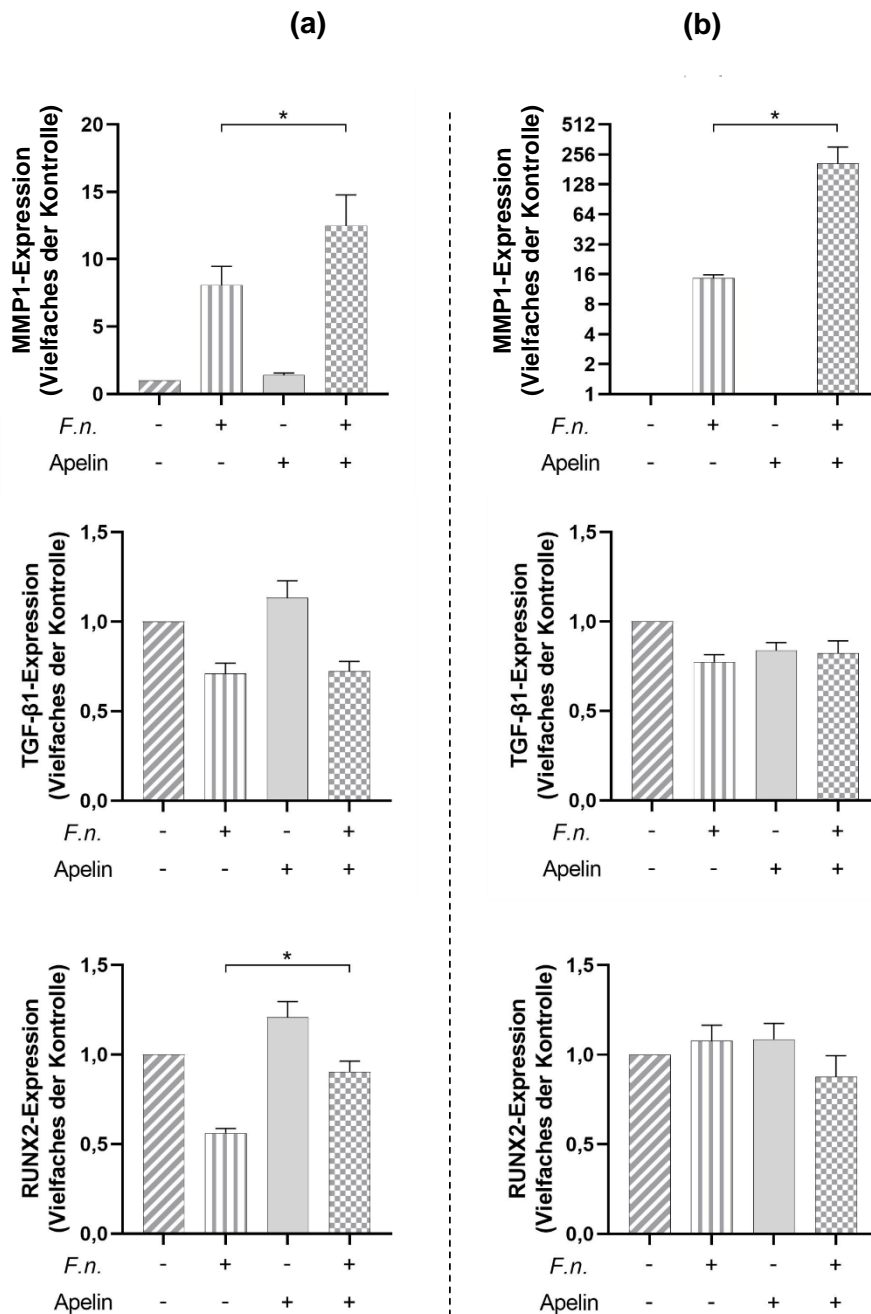 (a)
(b)
MMP1-Expression
(Vielfaches der Kontrolle)
20
15
10
5
0
*
F.n. - + - +
Apelin - - + +
MMP1-Expression
(Vielfaches der Kontrolle)
512
256
128
64
32
16
8
4
2
1
*
F.n. - + - +
Apelin - - + +
TGF-β1-Expression
(Vielfaches der Kontrolle)
1,5
1,0
0,5
0,0
F.n. - + - +
Apelin - - + +
TGF-β1-Expression
(Vielfaches der Kontrolle)
1,5
1,0
0,5
0,0
F.n. - + - +
Apelin - - + +
RUNX2-Expression
(Vielfaches der Kontrolle)
1,5
1,0
0,5
0,0
*
F.n. - + - +
Apelin - - + +
RUNX2-Expression
(Vielfaches der Kontrolle)
1,5
1,0
0,5
0,0
F.n. - + - +
Apelin - - + +